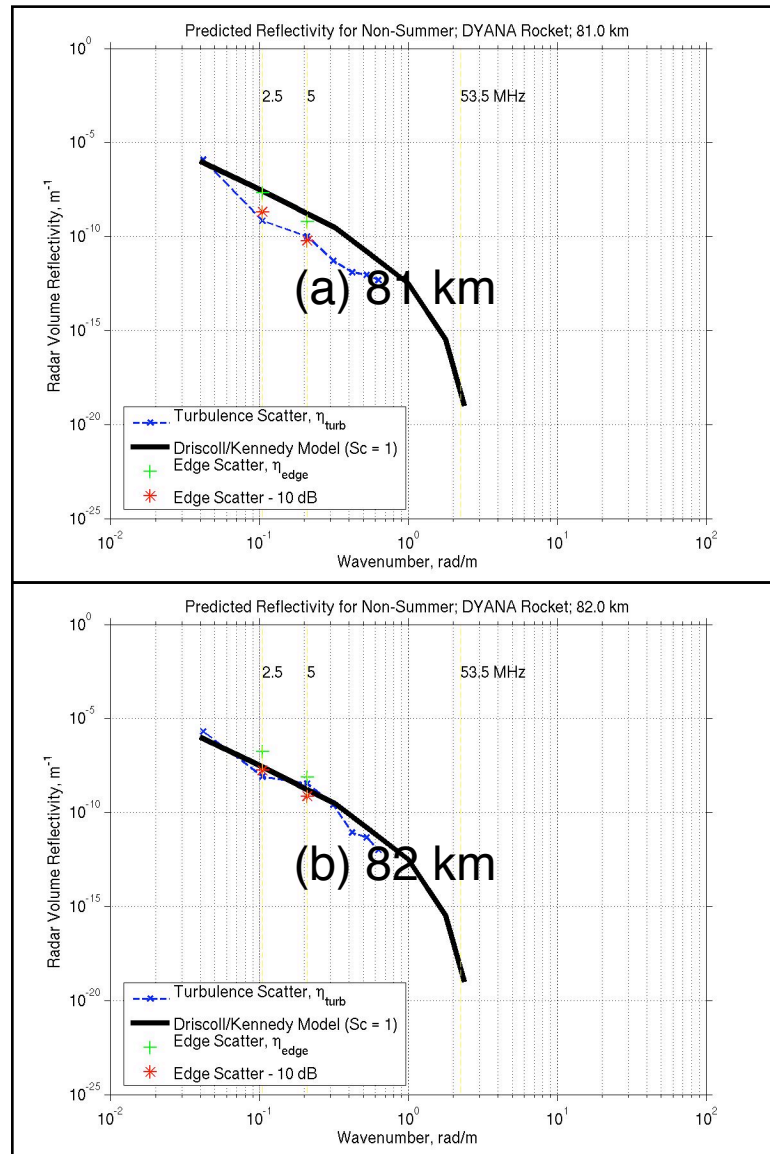 Predicted Reflectivity for Non-Summer; DYANA Rocket; 81.0 km
10^0
2.5 5 53.5 MHz
10^-5
10^-10
Radar Volume Reflectivity, m^-1
(a) 81 km
10^-15
10^-20
Turbulence Scatter, η_turb
Driscoll/Kennedy Model (Sc = 1)
Edge Scatter, η_edge
Edge Scatter - 10 dB
10^-25
10^-2 10^-1 10^0 10^1 10^2
Wavenumber, rad/m
Predicted Reflectivity for Non-Summer; DYANA Rocket; 82.0 km
10^0
2.5 5 53.5 MHz
10^-5
10^-10
Radar Volume Reflectivity, m^-1
(b) 82 km
10^-15
10^-20
Turbulence Scatter, η_turb
Driscoll/Kennedy Model (Sc = 1)
Edge Scatter, η_edge
Edge Scatter - 10 dB
10^-25
10^-2 10^-1 10^0 10^1 10^2
Wavenumber, rad/m